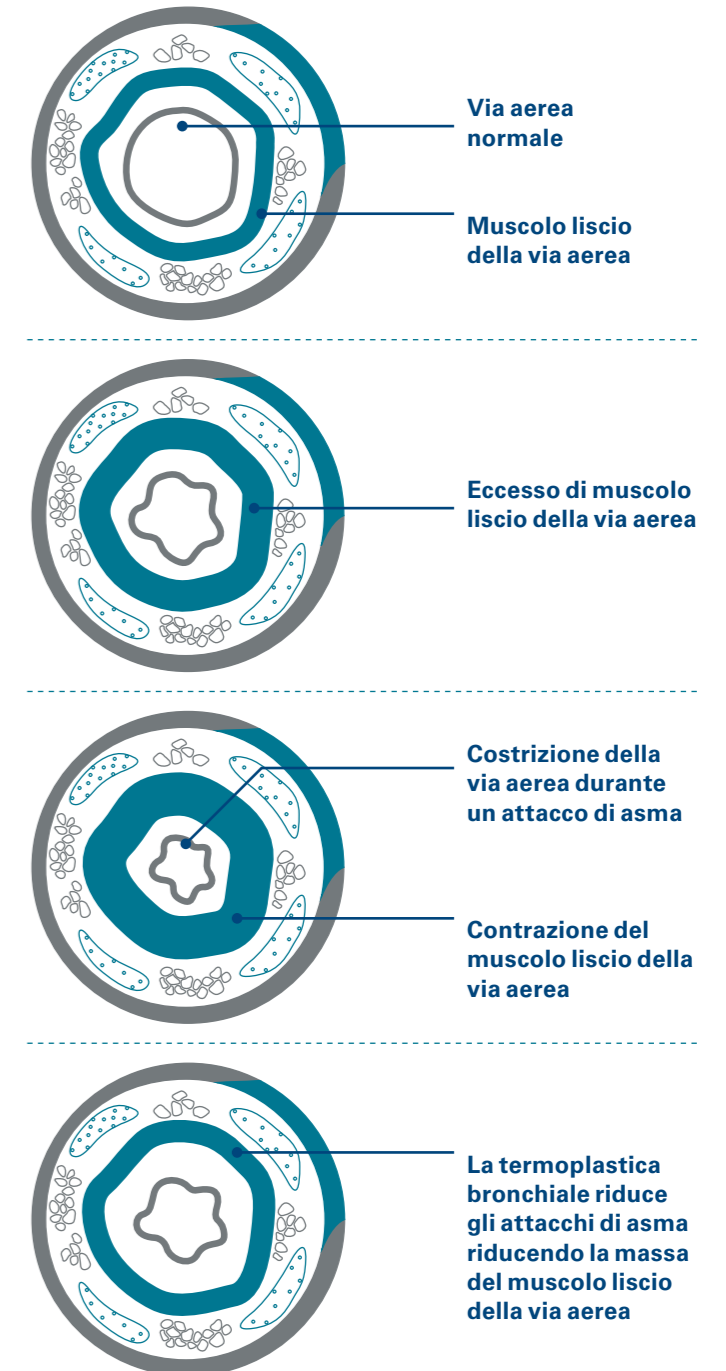 Via aerea
normale
Muscolo liscio
della via aerea
Eccesso di muscolo
liscio della via aerea
Costrizione della
via aerea durante
un attacco di asma
Contrazione del
muscolo liscio della
via aerea
La termoplastica
bronchiale riduce
gli attacchi di asma
riducendo la massa
del muscolo liscio
della via aerea